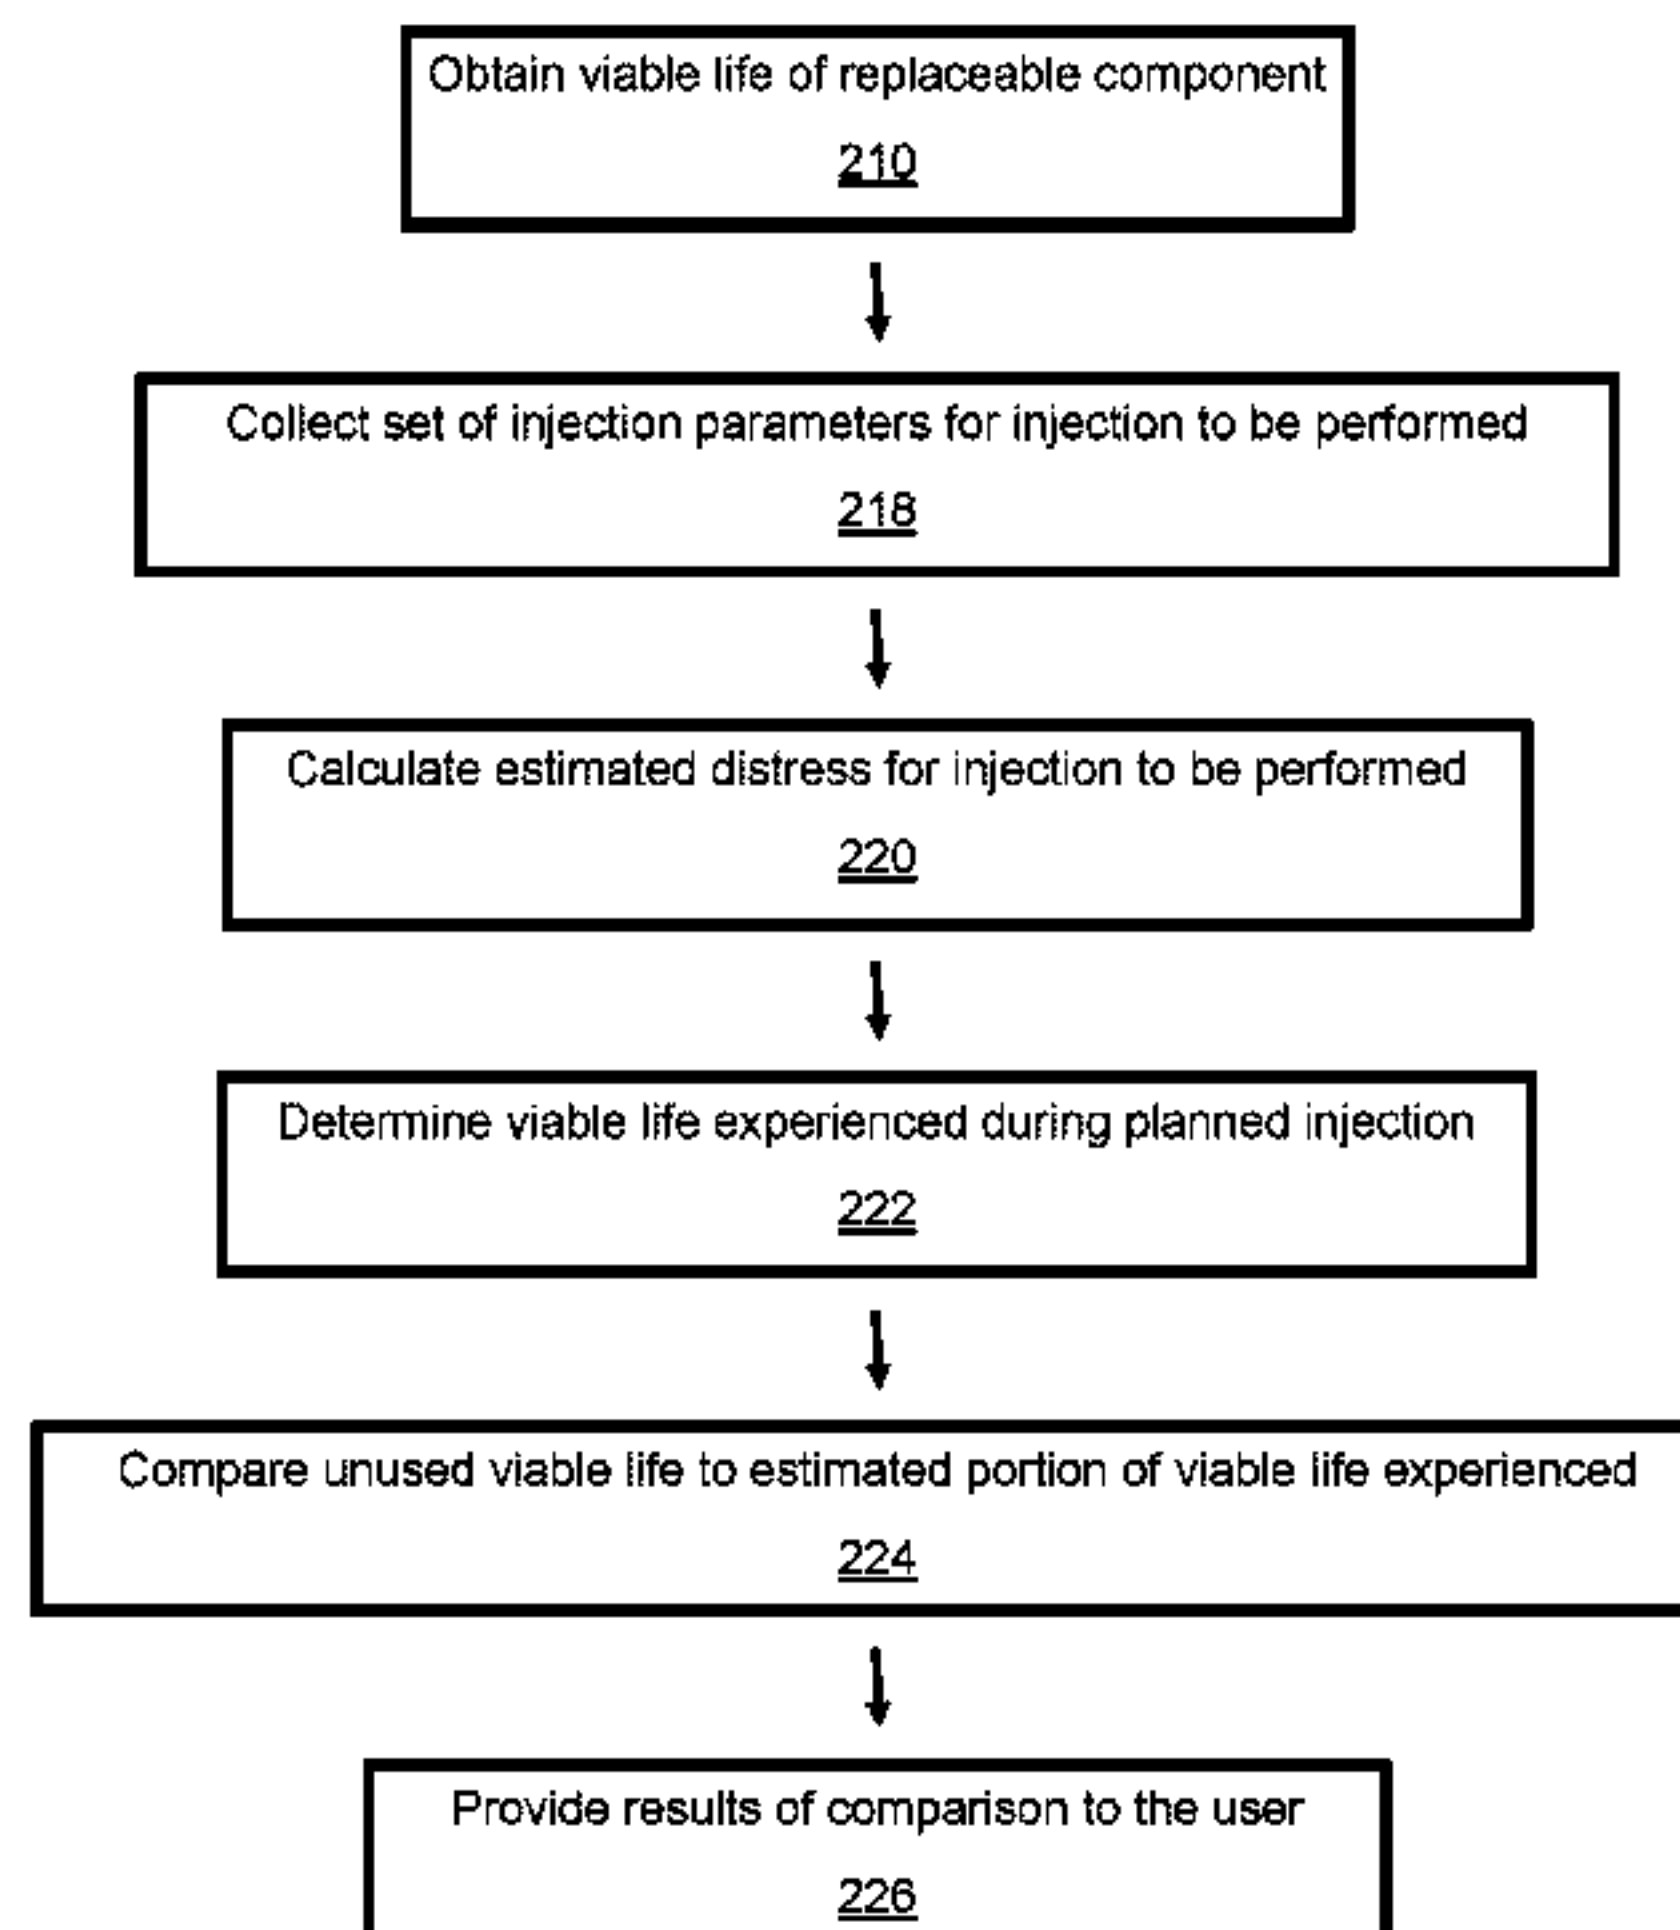 Obtain viable life of replaceable component
210
Collect set of injection parameters for injection to be performed
218
Calculate estimated distress for injection to be performed
220
Determine viable life experienced during planned injection
222
Compare unused viable life to estimated portion of viable life experienced
224
Provide results of comparison to the user
226